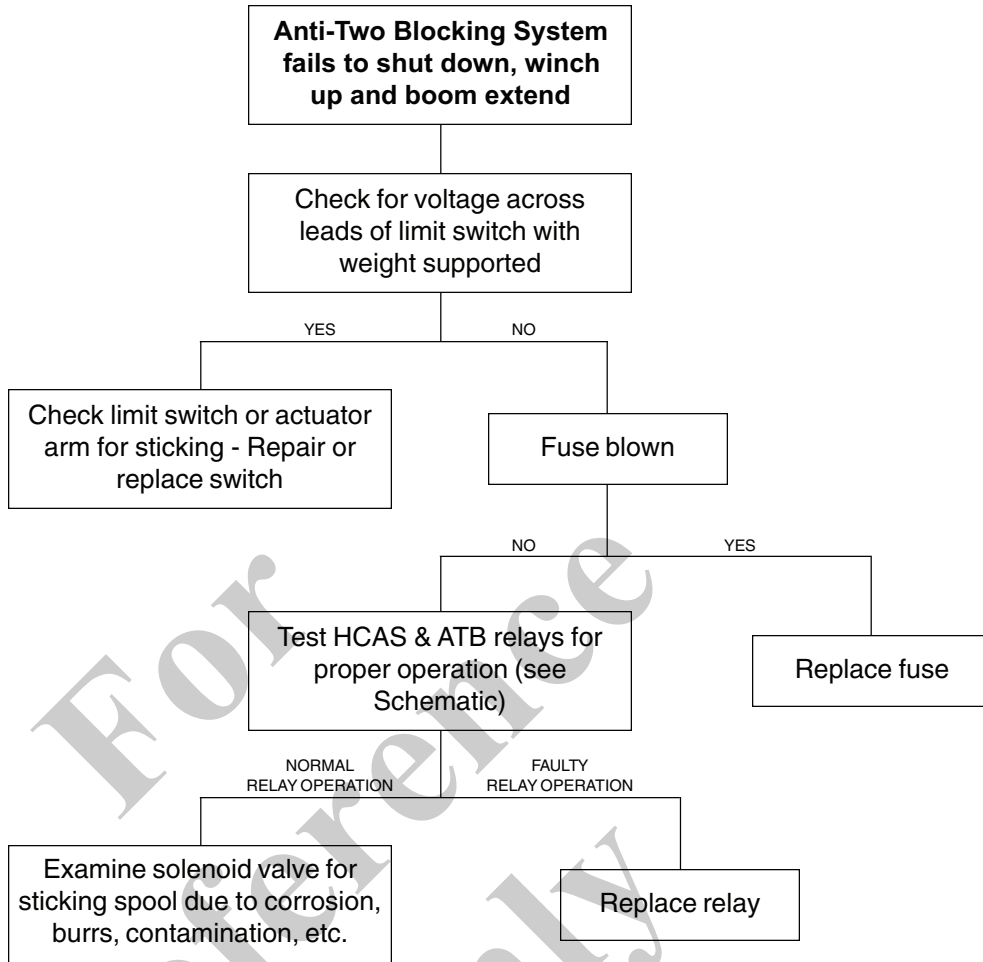 Anti-Two Blocking System
fails to shut down, winch
up and boom extend
Check for voltage across
leads of limit switch with
weight supported
YES
NO
Check limit switch or actuator
arm for sticking - Repair or
replace switch
Fuse blown
NO
YES
Test HCAS & ATB relays for
proper operation (see
Schematic)
Replace fuse
NORMAL
RELAY OPERATION
FAULTY
RELAY OPERATION
Examine solenoid valve for
sticking spool due to corrosion,
burrs, contamination, etc.
Replace relay
For
ference
nly